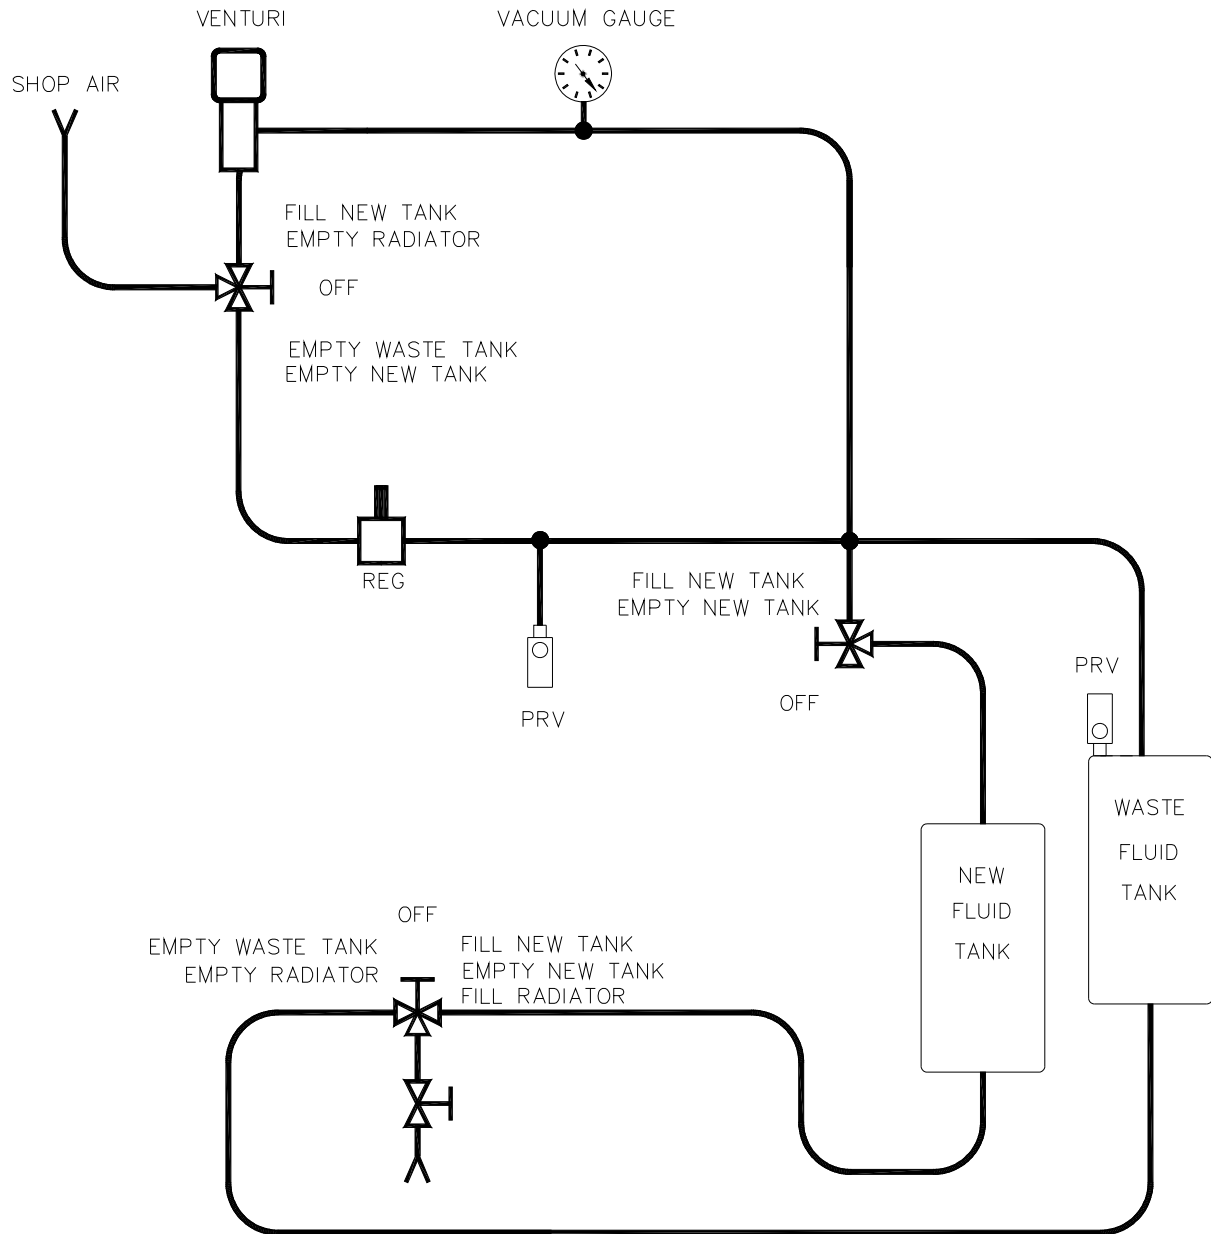 VENTURI
VACUUM GAUGE
SHOP AIR
FILL NEW TANK
EMPTY RADIATOR
OFF
EMPTY WASTE TANK
EMPTY NEW TANK
REG
FILL NEW TANK
EMPTY NEW TANK
PRV
OFF
PRV
WASTE
FLUID
TANK
NEW
FLUID
TANK
OFF
EMPTY WASTE TANK
EMPTY RADIATOR
FILL NEW TANK
EMPTY NEW TANK
FILL RADIATOR